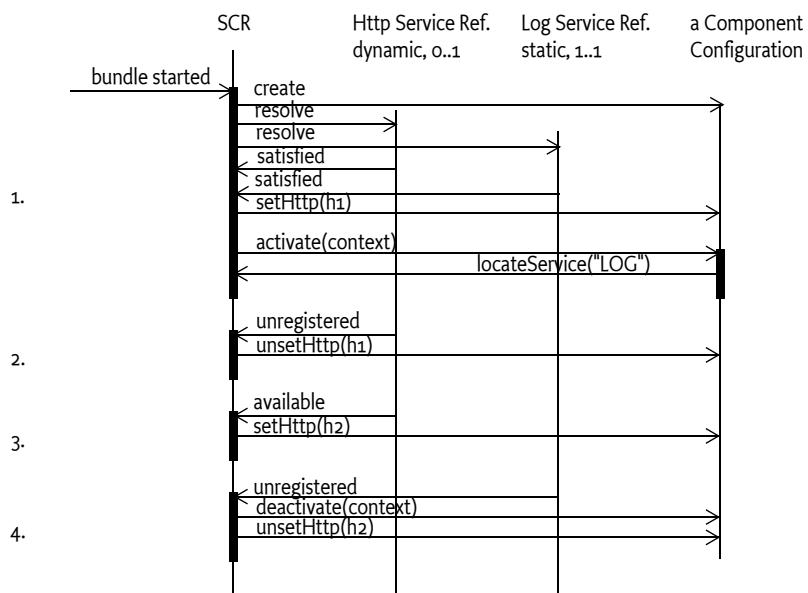 SCR
Http Service Ref.
dynamic, 0..1
Log Service Ref.
static, 1..1
a Component
Configuration
bundle started
create
resolve
resolve
satisfied
satisfied
1.
setHttp(h1)
activate(context)
locateService("LOG")
unregistered
2.
unsetHttp(h1)
available
3.
setHttp(h2)
unregistered
deactivate(context)
4.
unsetHttp(h2)